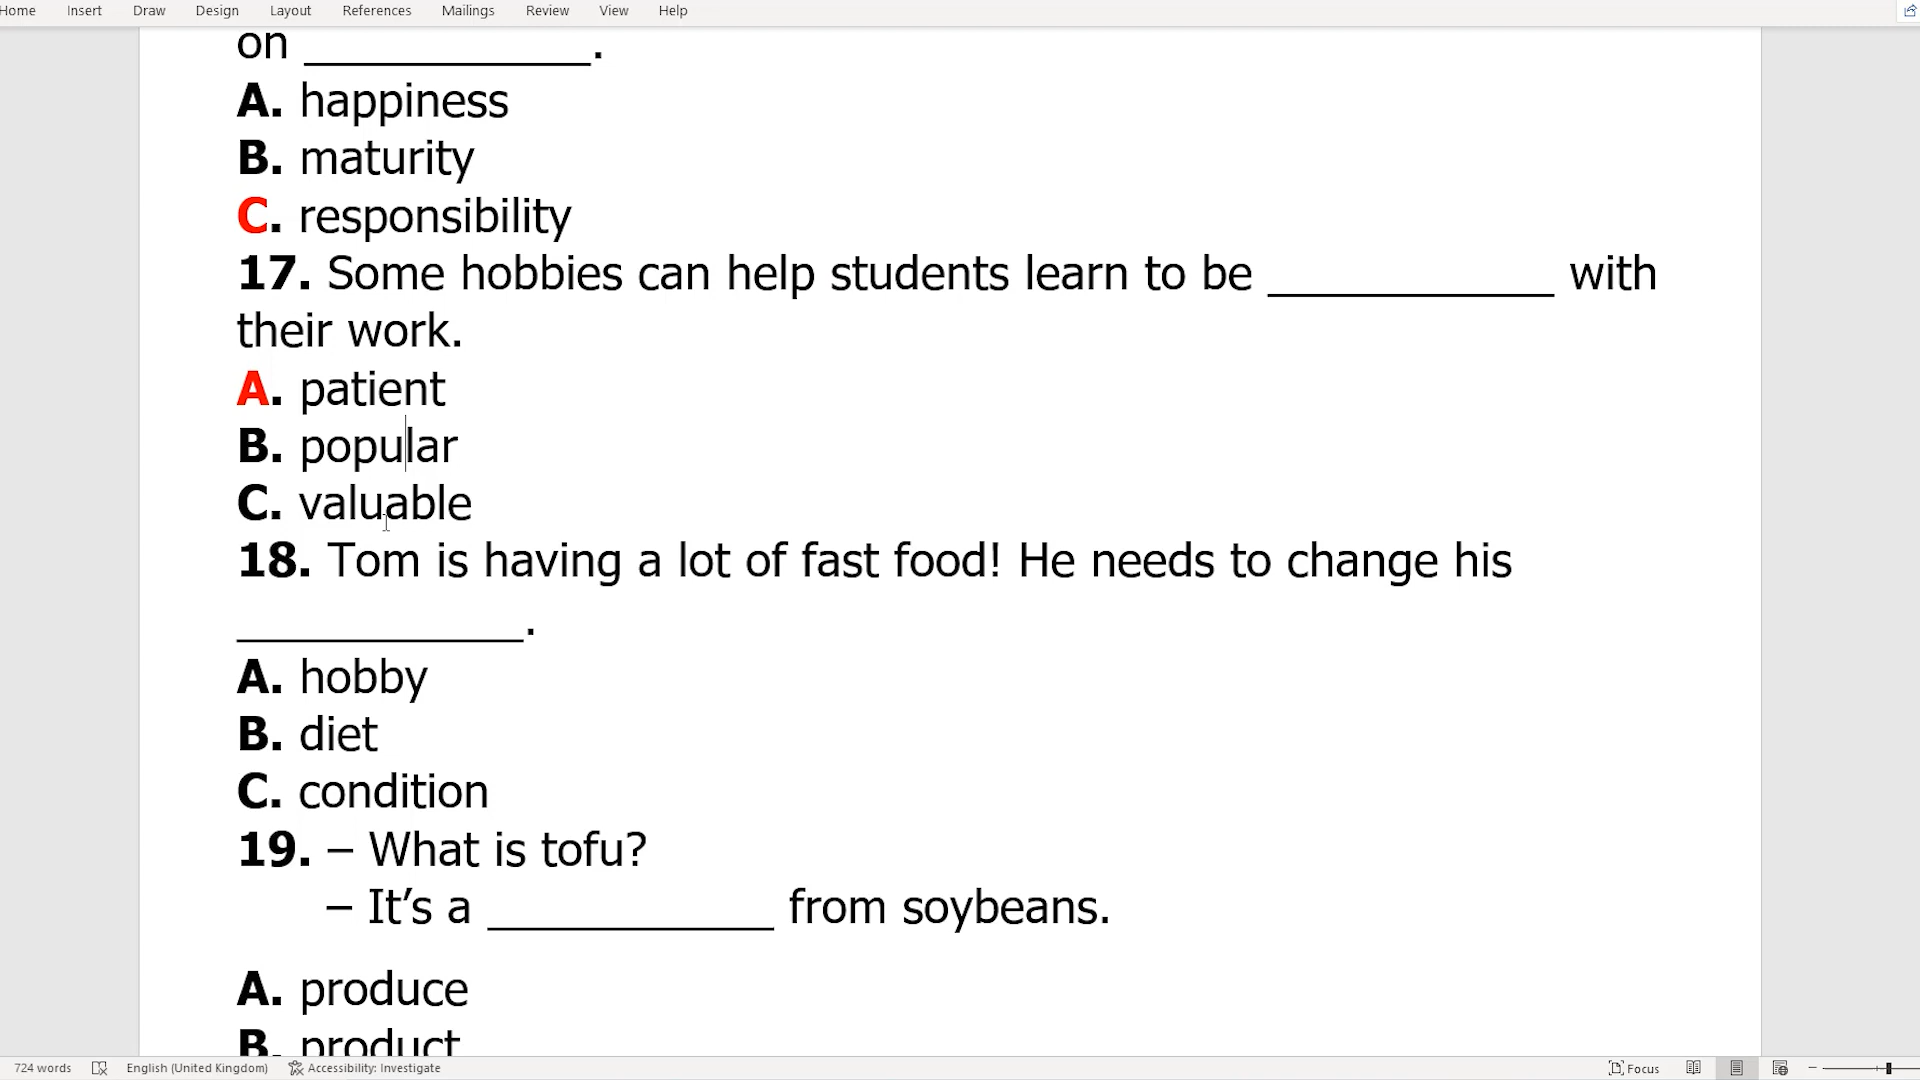 Home Insert Draw Design Layout References Mailings Review View Help
on ____________.
A. happiness
B. maturity
C. responsibility
17. Some hobbies can help students learn to be ____________ with
their work.
A. patient
B. popular
C. valuable
18. Tom is having a lot of fast food! He needs to change his
____________.
A. hobby
B. diet
C. condition
19. – What is tofu?
– It’s a ____________ from soybeans.
A. produce
B. product
724 words English (United Kingdom) Accessibility: Investigate Focus